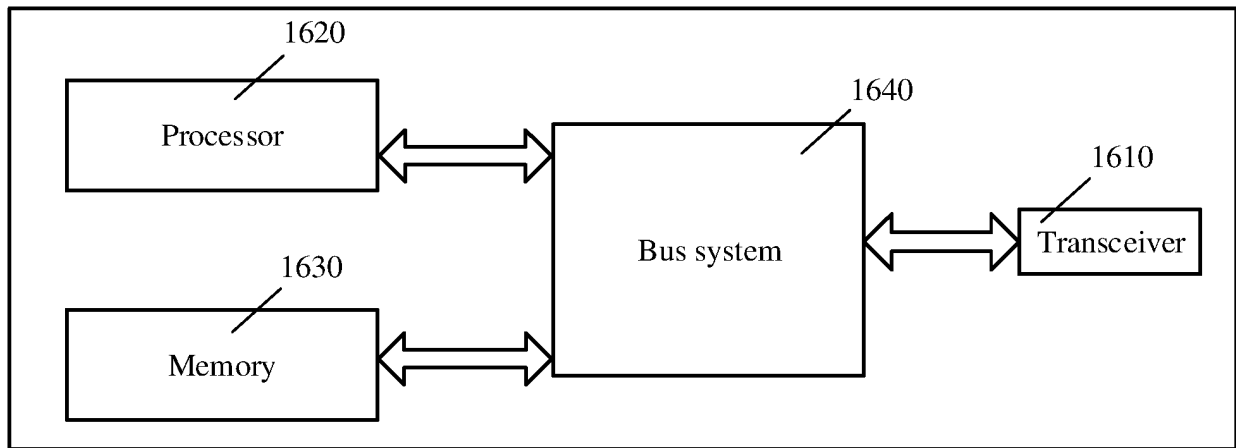 1620
Processor
1640
1610
Bus system
Transceiver
1630
Memory